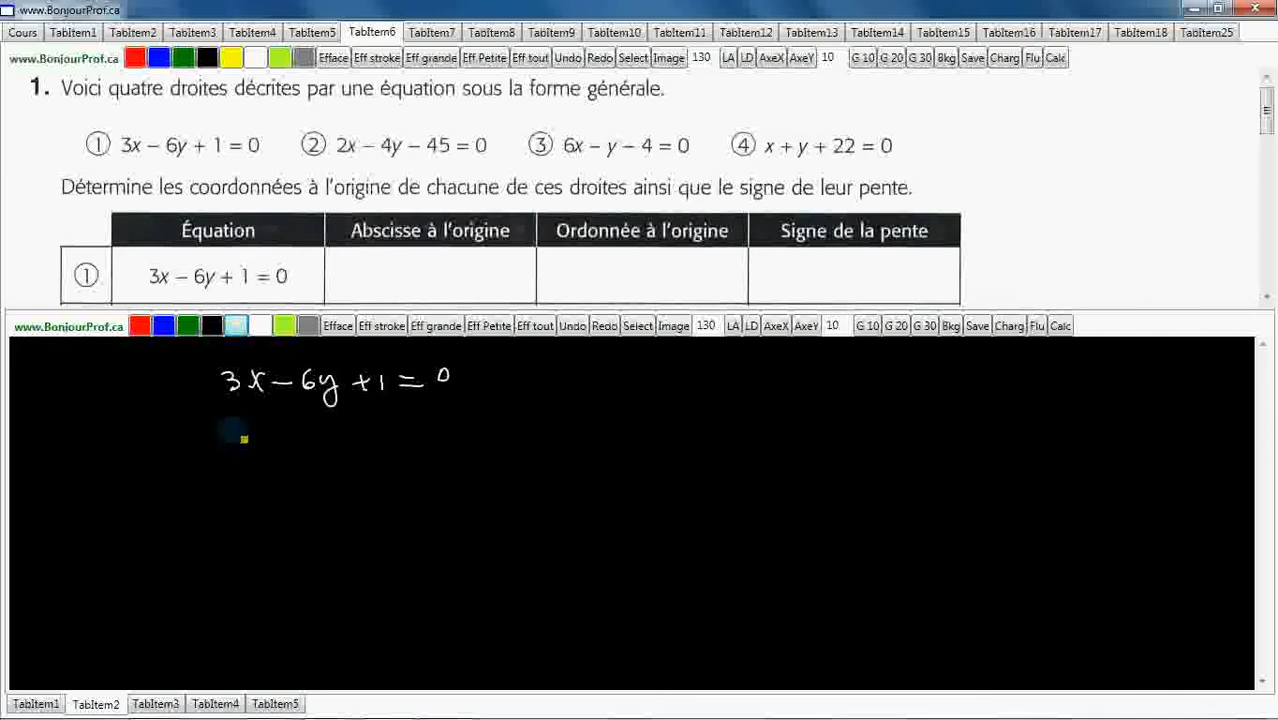 www.BonjourProf.ca
Cours TabItem1 TabItem2 TabItem3 TabItem4 TabItem5 TabItem6 TabItem7 TabItem8 TabItem9 TabItem10 TabItem11 TabItem12 TabItem13 TabItem14 TabItem15 TabItem16 TabItem17 TabItem18 TabItem25
www.BonjourProf.ca Efface Eff stroke Eff grande Eff Petite Eff tout Undo Redo Select Image 130 LA LD AxeX AxeY 10 G 10 G 20 G 30 Bkg Save Charg Flu Calc
1. Voici quatre droites décrites par une équation sous la forme générale.
① 3x – 6y + 1 = 0 ② 2x – 4y – 45 = 0 ③ 6x – y – 4 = 0 ④ x + y + 22 = 0
Détermine les coordonnées à l'origine de chacune de ces droites ainsi que le signe de leur pente.
Équation Abscisse à l'origine Ordonnée à l'origine Signe de la pente
① 3x – 6y + 1 = 0
www.BonjourProf.ca Efface Eff stroke Eff grande Eff Petite Eff tout Undo Redo Select Image 130 LA LD AxeX AxeY 10 G 10 G 20 G 30 Bkg Save Charg Flu Calc
3x – 6y + 1 = 0
TabItem1 TabItem2 TabItem3 TabItem4 TabItem5